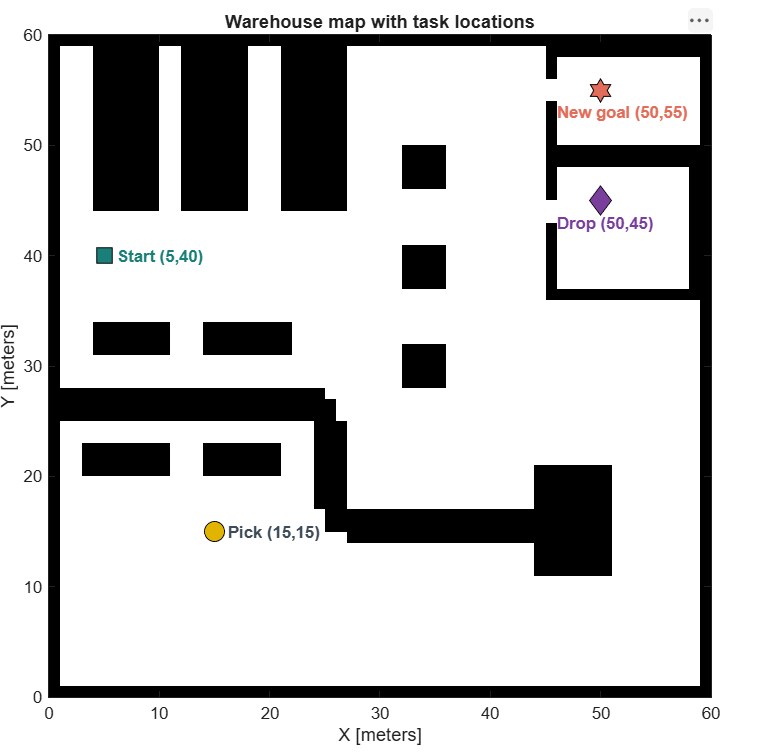 Warehouse map with task locations
60
New goal (50,55)
50
Drop (50,45)
40
Start (5,40)
Y [meters]
30
20
Pick (15,15)
10
0
0 10 20 30 40 50 60
X [meters]